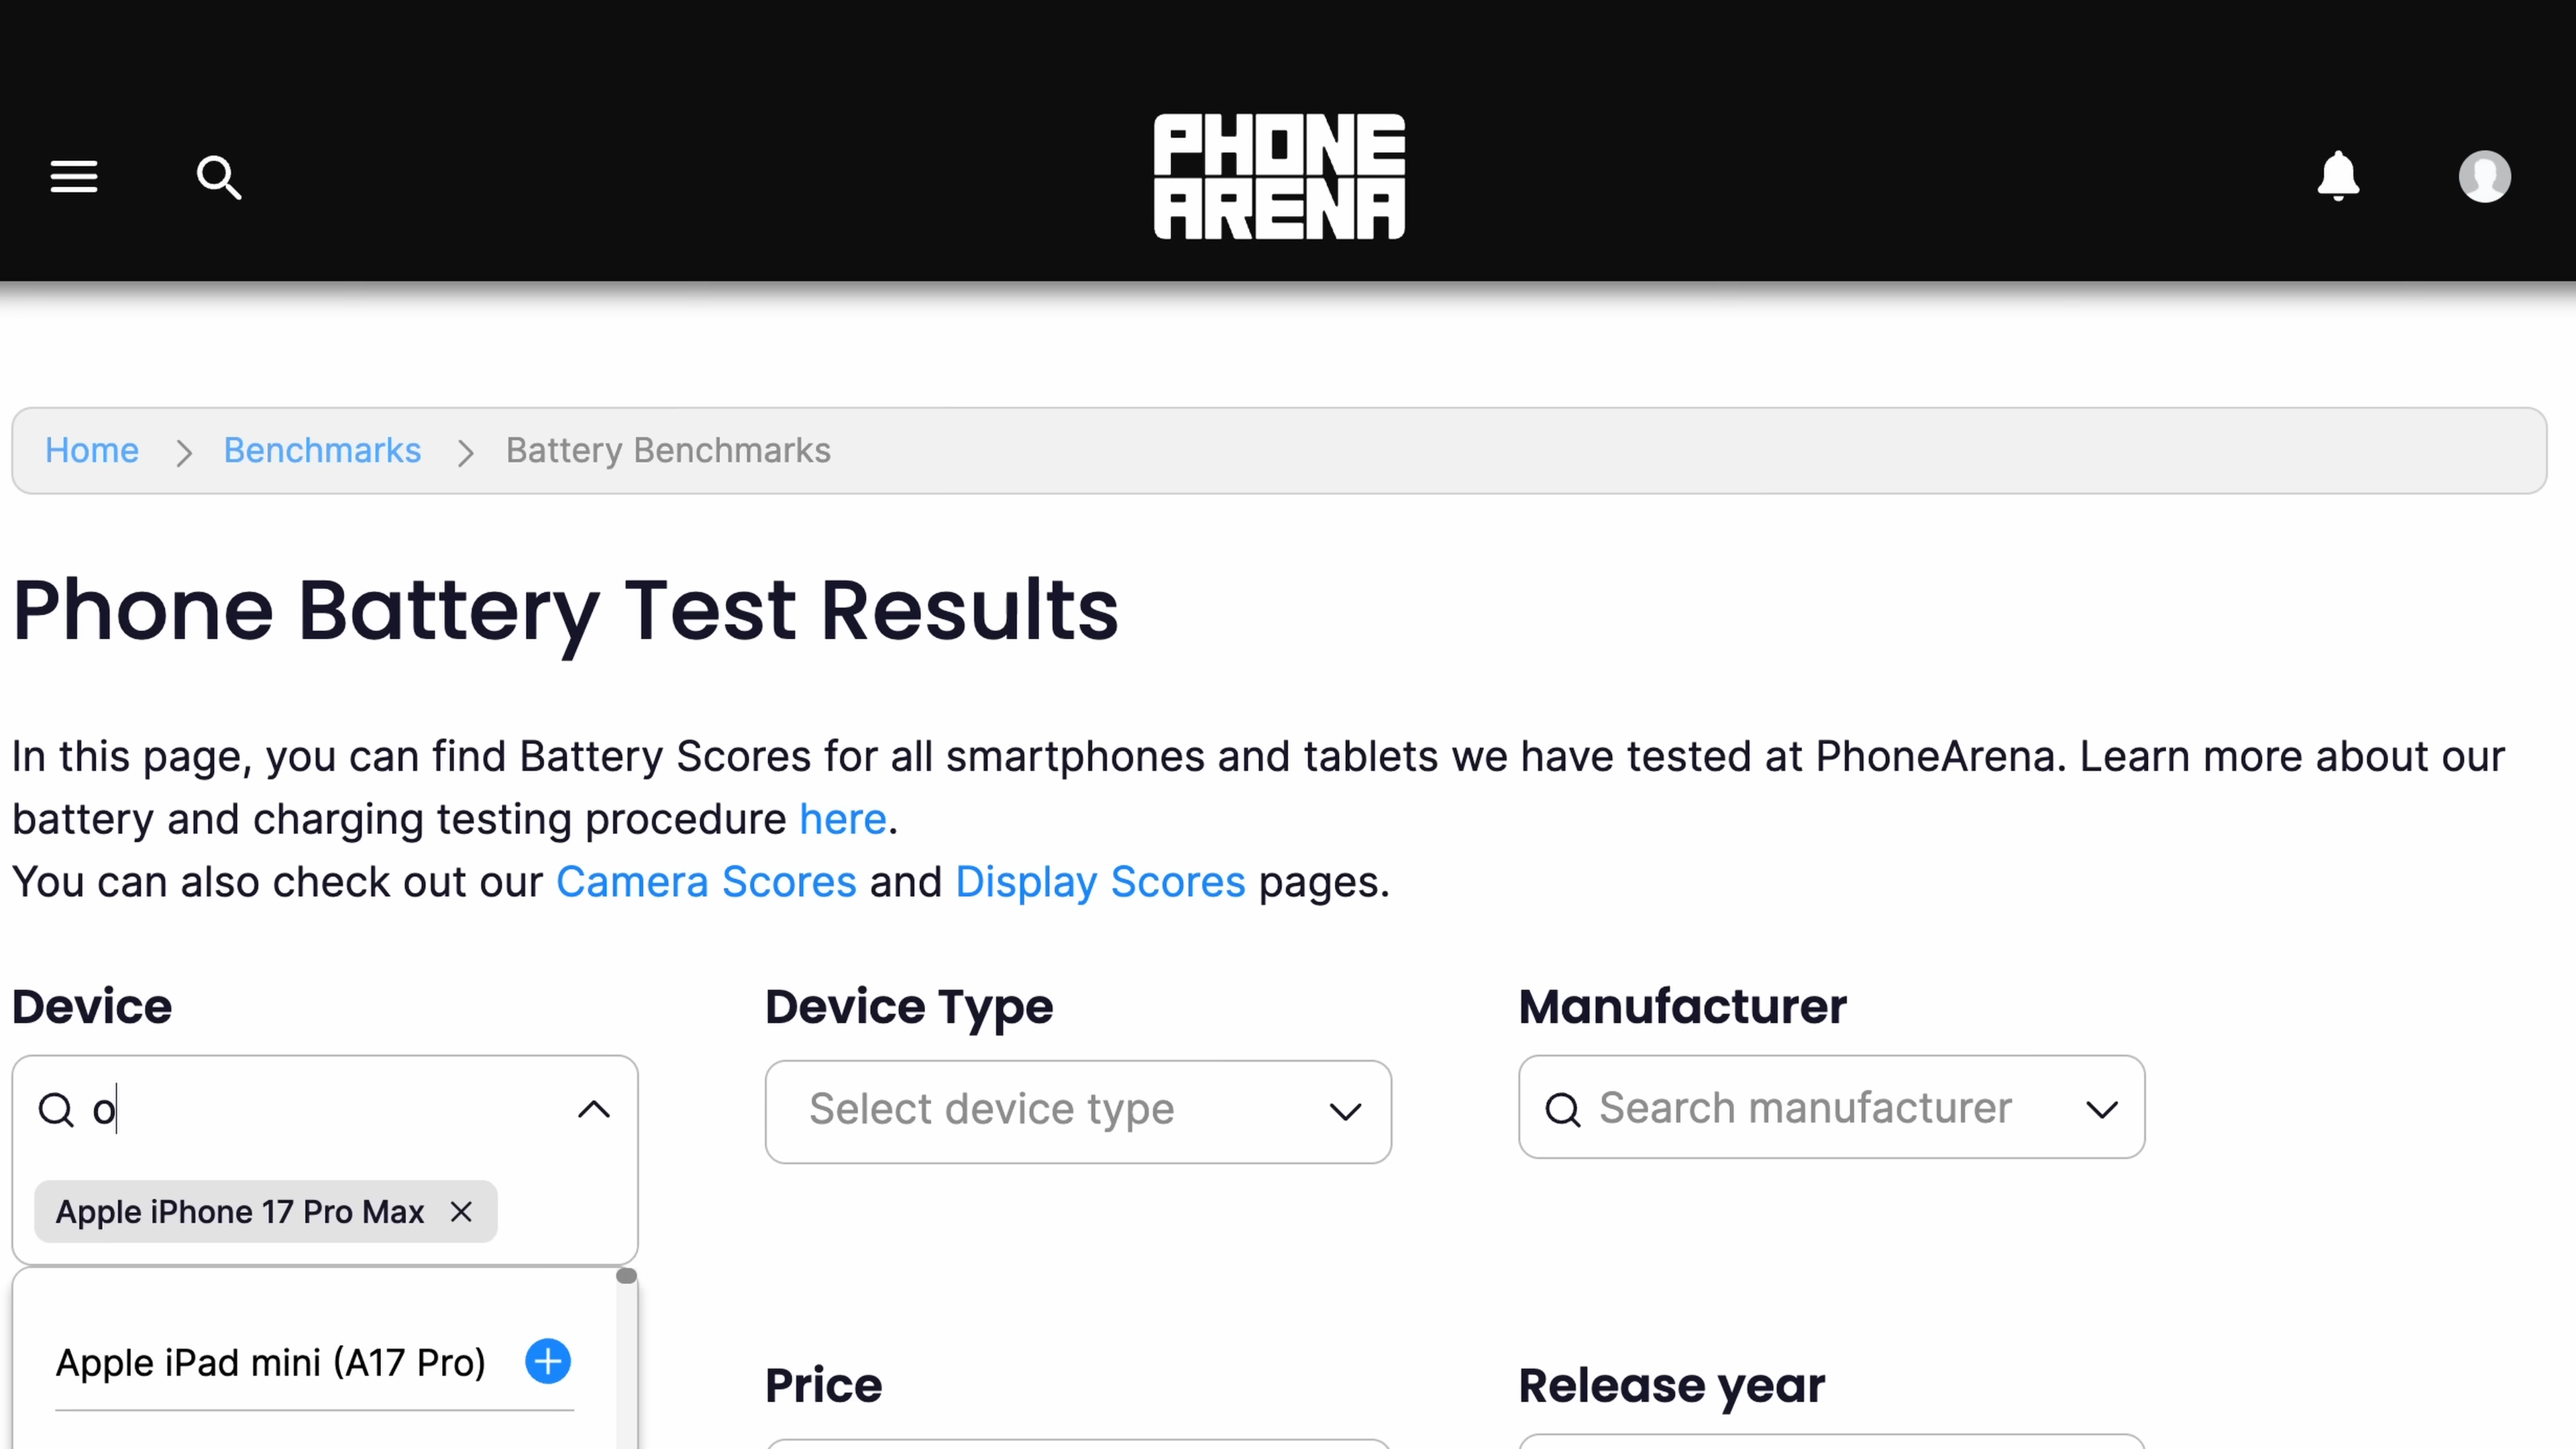 PHONE
ARENA
Home
Benchmarks
Battery Benchmarks
Phone Battery Test Results
In this page, you can find Battery Scores for all smartphones and tablets we have tested at PhoneArena. Learn more about our
battery and charging testing procedure here.
You can also check out our Camera Scores and Display Scores pages.
Device
Device Type
Manufacturer
o
Select device type
Search manufacturer
Apple iPhone 17 Pro Max
Apple iPad mini (A17 Pro)
Price
Release year